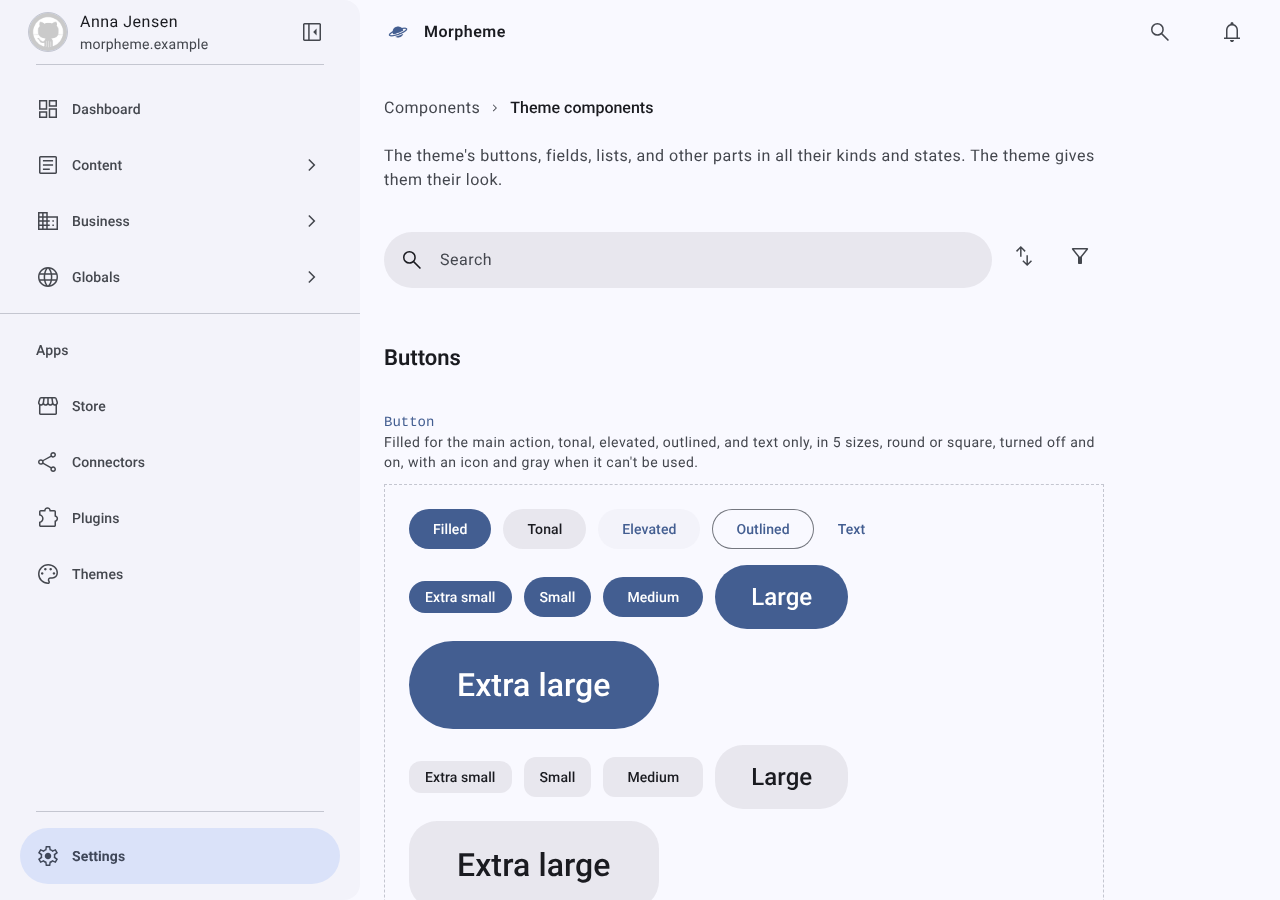 Anna Jensen
morpheme.example
Dashboard
Content
Business
Globals
Apps
Store
Connectors
Plugins
Themes
Settings
Morpheme
Components › Theme components
The theme's buttons, fields, lists, and other parts in all their kinds and states. The theme gives
them their look.
Search
Buttons
Button
Filled for the main action, tonal, elevated, outlined, and text only, in 5 sizes, round or square, turned off and
on, with an icon and gray when it can't be used.
Filled Tonal Elevated Outlined Text
Extra small Small Medium Large
Extra large
Extra small Small Medium Large
Extra large